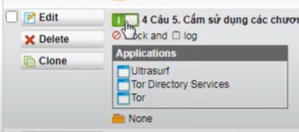 Edit
4 Câu 5. Cấm sử dụng các chươn
Delete
ock and log
Clone
Applications
Ultrasurf
Tor Directory Services
Tor
None